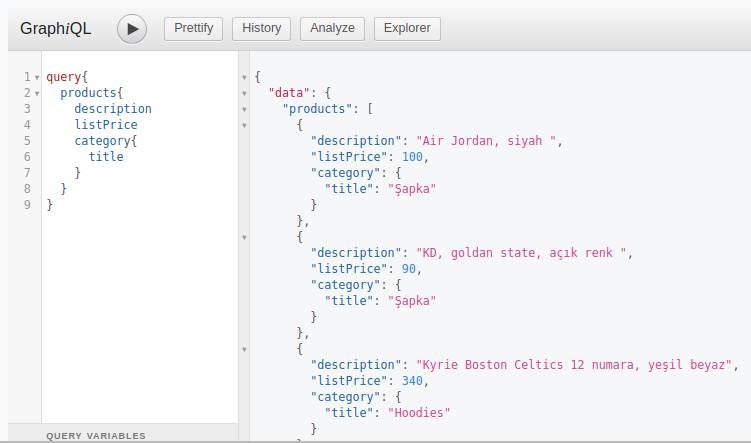 GraphiQL Prettify History Analyze Explorer
1 query{
2 products{
3 description
4 listPrice
5 category{
6 title
7 }
8 }
9 }
QUERY VARIABLES
{
"data": {
"products": [
{
"description": "Air Jordan, siyah ",
"listPrice": 100,
"category": {
"title": "Şapka"
}
},
{
"description": "KD, goldan state, açık renk ",
"listPrice": 90,
"category": {
"title": "Şapka"
}
},
{
"description": "Kyrie Boston Celtics 12 numara, yeşil beyaz",
"listPrice": 340,
"category": {
"title": "Hoodies"
}